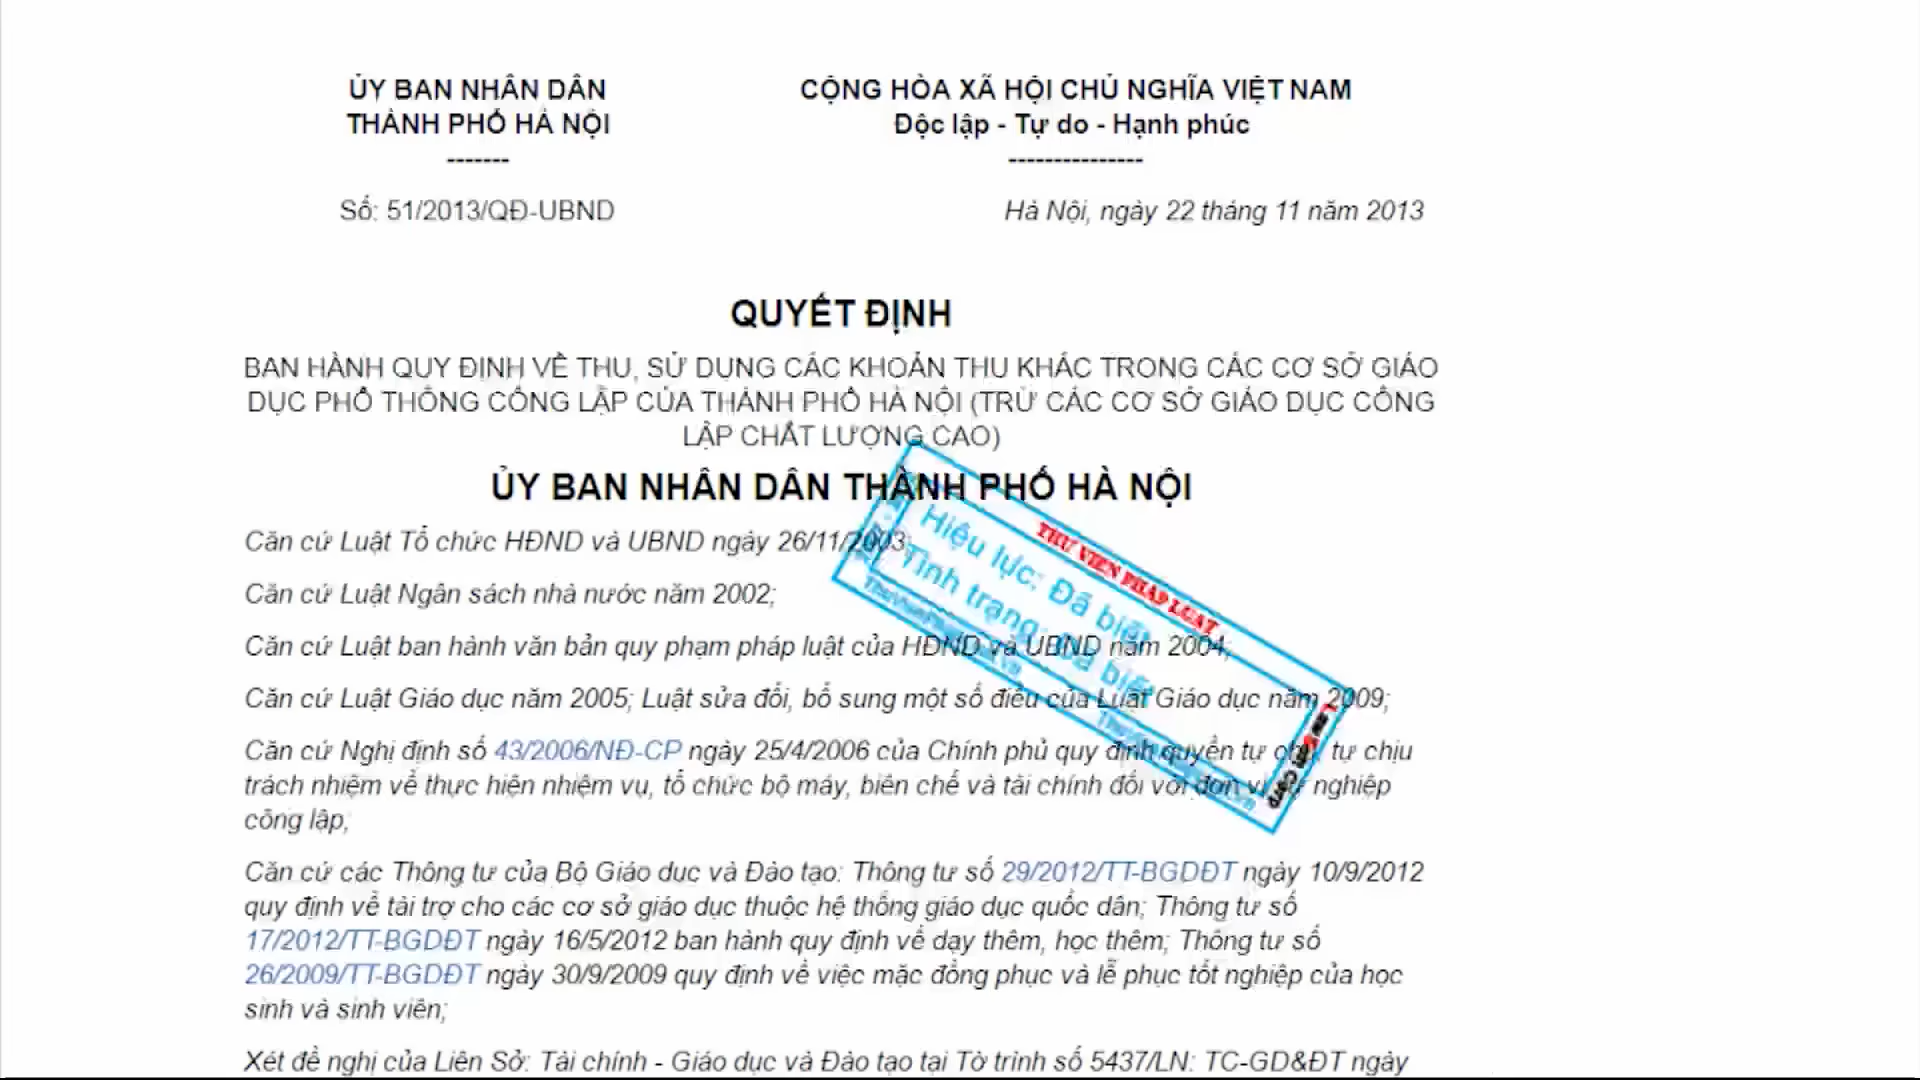 ỦY BAN NHÂN DÂN
THÀNH PHỐ HÀ NỘI
-------
CỘNG HÒA XÃ HỘI CHỦ NGHĨA VIỆT NAM
Độc lập - Tự do - Hạnh phúc
---------------
Số: 51/2013/QĐ-UBND
Hà Nội, ngày 22 tháng 11 năm 2013
QUYẾT ĐỊNH
BAN HÀNH QUY ĐỊNH VỀ THU, SỬ DỤNG CÁC KHOẢN THU KHÁC TRONG CÁC CƠ SỞ GIÁO
DỤC PHỔ THÔNG CÔNG LẬP CỦA THÀNH PHỐ HÀ NỘI (TRỪ CÁC CƠ SỞ GIÁO DỤC CÔNG
LẬP CHẤT LƯỢNG CAO)
ỦY BAN NHÂN DÂN THÀNH PHỐ HÀ NỘI
Căn cứ Luật Tổ chức HĐND và UBND ngày 26/11/2003;
Căn cứ Luật Ngân sách nhà nước năm 2002;
Căn cứ Luật ban hành văn bản quy phạm pháp luật của HĐND và UBND năm 2004;
Căn cứ Luật Giáo dục năm 2005; Luật sửa đổi, bổ sung một số điều của Luật Giáo dục năm 2009;
Căn cứ Nghị định số 43/2006/NĐ-CP ngày 25/4/2006 của Chính phủ quy định quyền tự chủ, tự chịu
trách nhiệm về thực hiện nhiệm vụ, tổ chức bộ máy, biên chế và tài chính đối với đơn vị sự nghiệp
công lập;
Căn cứ các Thông tư của Bộ Giáo dục và Đào tạo: Thông tư số 29/2012/TT-BGDĐT ngày 10/9/2012
quy định về tài trợ cho các cơ sở giáo dục thuộc hệ thống giáo dục quốc dân; Thông tư số
17/2012/TT-BGDĐT ngày 16/5/2012 ban hành quy định về dạy thêm, học thêm; Thông tư số
26/2009/TT-BGDĐT ngày 30/9/2009 quy định về việc mặc đồng phục và lễ phục tốt nghiệp của học
sinh và sinh viên;
Xét đề nghị của Liên Sở: Tài chính - Giáo dục và Đào tạo tại Tờ trình số 5437/LN: TC-GD&ĐT ngày
THU VIEN PHAP LUAT
Hiệu lực: Đã biết
Tình trạng: Đã biết